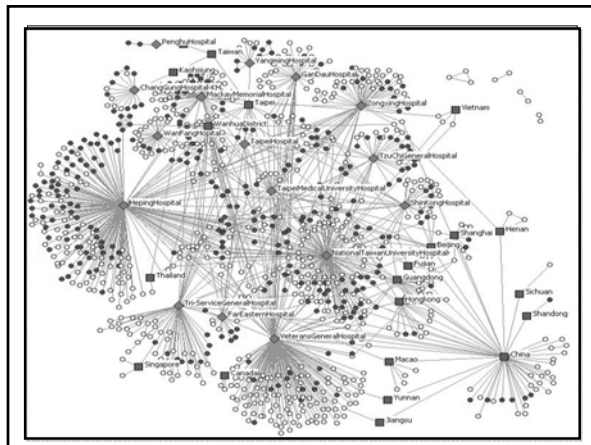 PenghuHospital
Taiwan
YangmingHospital
Kaohsiung
GanDauHospital
ChangGungHospital-KH
MackayMemorialHospital
Taipei
ZongxingHospital
Vietnam
WanhuaDistrict
WanFangHospital
TaipeiHospital
TzuChiGeneralHospital
TaipeiMedicalUniversityHospital
HepingHospital
ShinKongHospital
Henan
Shanghai
Beijing
NationalTaiwanUniversityHospital
Fujian
Thailand
Guangdong
Sichuan
Tri-ServiceGeneralHospital
Hongkong
FarEasternHospital
Shandong
VeteransGeneralHospital
China
Macao
Singapore
Canada
Yunnan
Jiangsu